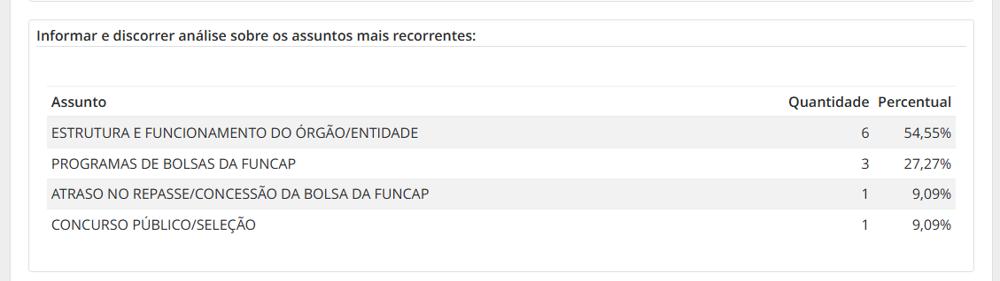 Informar e discorrer análise sobre os assuntos mais recorrentes:
Assunto Quantidade Percentual
ESTRUTURA E FUNCIONAMENTO DO ÓRGÃO/ENTIDADE 6 54,55%
PROGRAMAS DE BOLSAS DA FUNCAP 3 27,27%
ATRASO NO REPASSE/CONCESSÃO DA BOLSA DA FUNCAP 1 9,09%
CONCURSO PÚBLICO/SELEÇÃO 1 9,09%